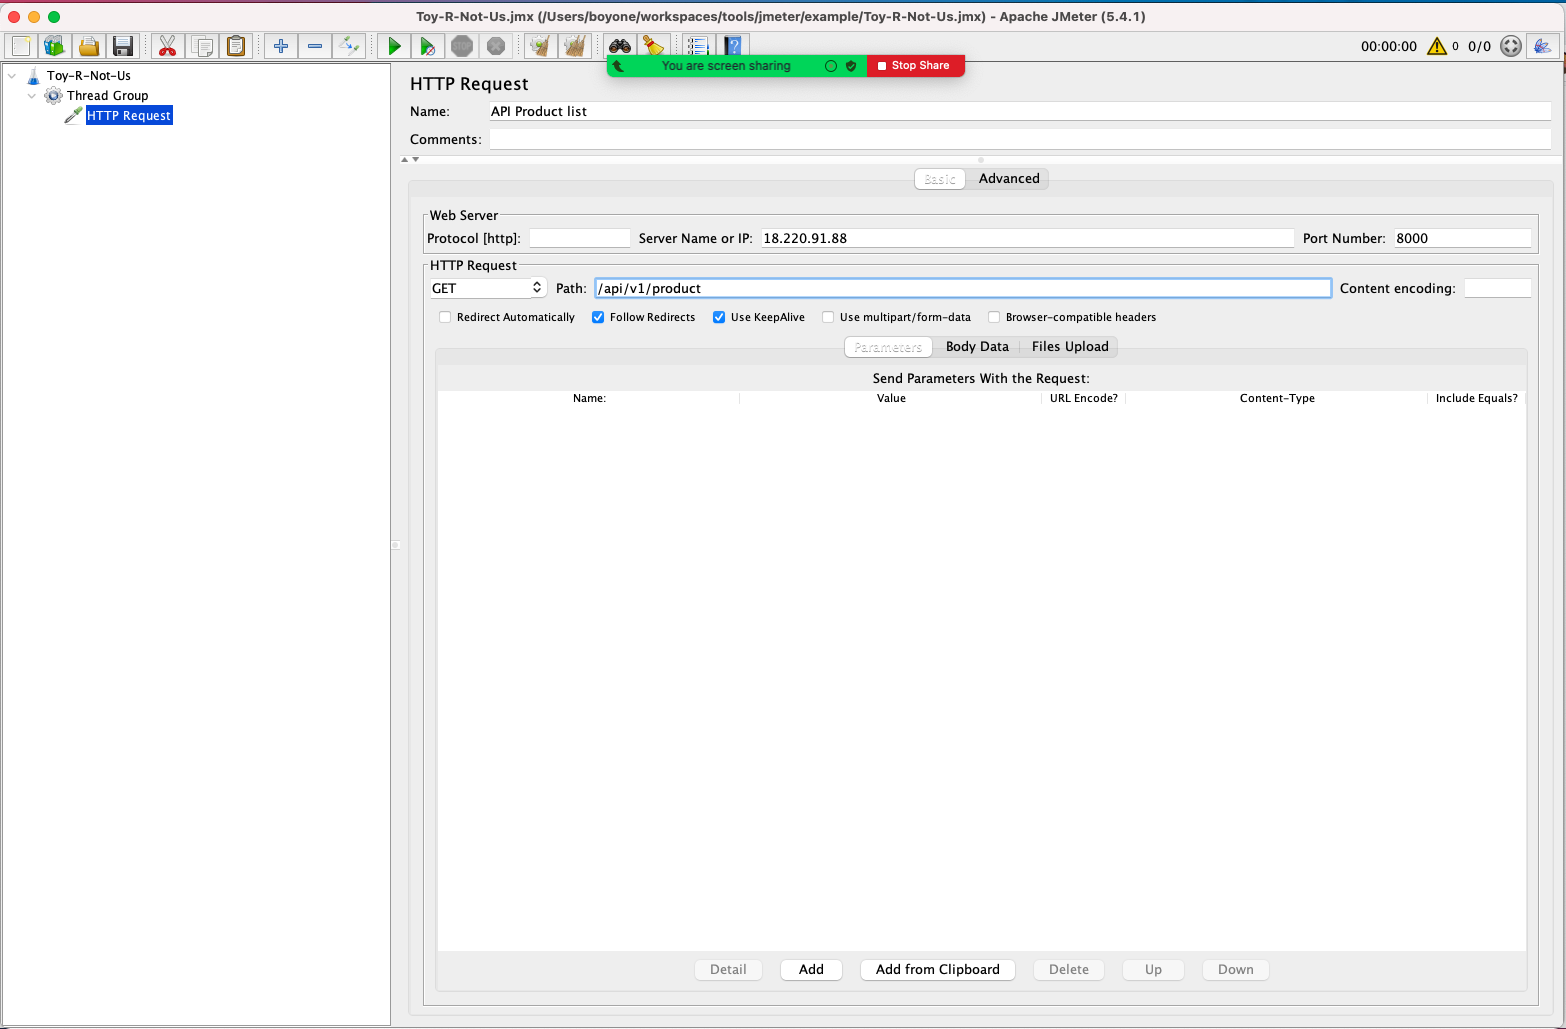 Toy-R-Not-Us.jmx (/Users/boyone/workspaces/tools/jmeter/example/Toy-R-Not-Us.jmx) - Apache JMeter (5.4.1)
STOP
00:00:00 0 0/0
You are screen sharing Stop Share
Toy-R-Not-Us
Thread Group
HTTP Request
HTTP Request
Name: API Product list
Comments:
Basic Advanced
Web Server
Protocol [http]: Server Name or IP: 18.220.91.88 Port Number: 8000
HTTP Request
GET Path: /api/v1/product Content encoding:
Redirect Automatically Follow Redirects Use KeepAlive Use multipart/form-data Browser-compatible headers
Parameters Body Data Files Upload
Send Parameters With the Request:
Name: Value URL Encode? Content-Type Include Equals?
Detail Add Add from Clipboard Delete Up Down